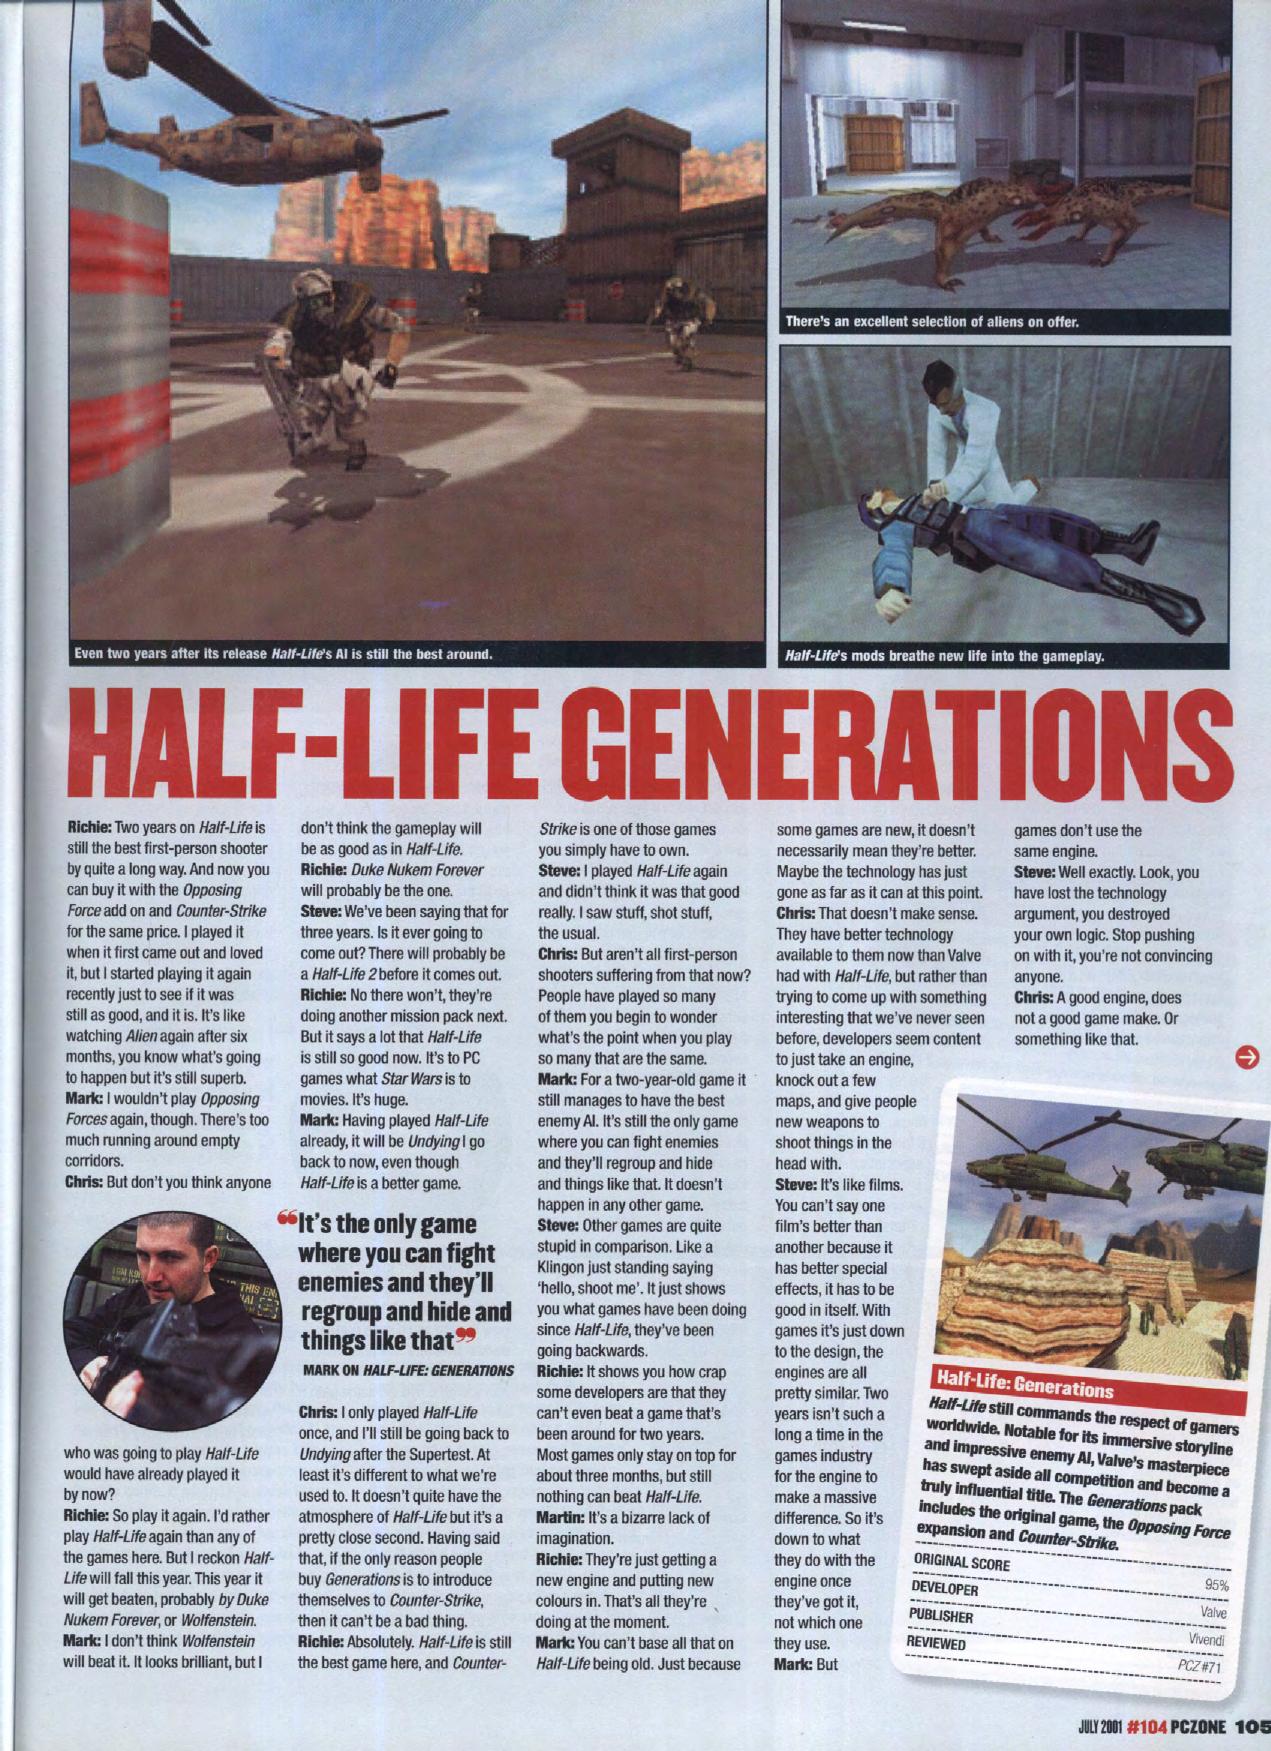 There's an excellent selection of aliens on offer.
Even two years after its release Half-Life's AI is still the best around.
Half-Life's mods breathe new life into the gameplay.
HALF-LIFE GENERATIONS
Richie: Two years on Half-Life is
still the best first-person shooter
by quite a long way. And now you
can buy it with the Opposing
Force add on and Counter-Strike
for the same price. I played it
when it first came out and loved
it, but I started playing it again
recently just to see if it was
still as good, and it is. It's like
watching Alien again after six
months, you know what's going
to happen but it's still superb.
Mark: I wouldn't play Opposing
Forces again, though. There's too
much running around empty
corridors.
Chris: But don't you think anyone
who was going to play Half-Life
would have already played it
by now?
Richie: So play it again. I'd rather
play Half-Life again than any of
the games here. But I reckon Half-
Life will fall this year. This year it
will get beaten, probably by Duke
Nukem Forever, or Wolfenstein.
Mark: I don't think Wolfenstein
will beat it. It looks brilliant, but I
don't think the gameplay will
be as good as in Half-Life.
Richie: Duke Nukem Forever
will probably be the one.
Steve: We've been saying that for
three years. Is it ever going to
come out? There will probably be
a Half-Life 2 before it comes out.
Richie: No there won't, they're
doing another mission pack next.
But it says a lot that Half-Life
is still so good now. It's to PC
games what Star Wars is to
movies. It's huge.
Mark: Having played Half-Life
already, it will be Undying I go
back to now, even though
Half-Life is a better game.
“It's the only game
where you can fight
enemies and they'll
regroup and hide and
things like that”
MARK ON HALF-LIFE: GENERATIONS
Chris: I only played Half-Life
once, and I'll still be going back to
Undying after the Supertest. At
least it's different to what we're
used to. It doesn't quite have the
atmosphere of Half-Life but it's a
pretty close second. Having said
that, if the only reason people
buy Generations is to introduce
themselves to Counter-Strike,
then it can't be a bad thing.
Richie: Absolutely. Half-Life is still
the best game here, and Counter-
Strike is one of those games
you simply have to own.
Steve: I played Half-Life again
and didn't think it was that good
really. I saw stuff, shot stuff,
the usual.
Chris: But aren't all first-person
shooters suffering from that now?
People have played so many
of them you begin to wonder
what's the point when you play
so many that are the same.
Mark: For a two-year-old game it
still manages to have the best
enemy AI. It's still the only game
where you can fight enemies
and they'll regroup and hide
and things like that. It doesn't
happen in any other game.
Steve: Other games are quite
stupid in comparison. Like a
Klingon just standing saying
‘hello, shoot me’. It just shows
you what games have been doing
since Half-Life, they've been
going backwards.
Richie: It shows you how crap
some developers are that they
can't even beat a game that's
been around for two years.
Most games only stay on top for
about three months, but still
nothing can beat Half-Life.
Martin: It's a bizarre lack of
imagination.
Richie: They're just getting a
new engine and putting new
colours in. That's all they're
doing at the moment.
Mark: You can't base all that on
Half-Life being old. Just because
some games are new, it doesn't
necessarily mean they're better.
Maybe the technology has just
gone as far as it can at this point.
Chris: That doesn't make sense.
They have better technology
available to them now than Valve
had with Half-Life, but rather than
trying to come up with something
interesting that we've never seen
before, developers seem content
to just take an engine,
knock out a few
maps, and give people
new weapons to
shoot things in the
head with.
Steve: It's like films.
You can't say one
film's better than
another because it
has better special
effects, it has to be
good in itself. With
games it's just down
to the design, the
engines are all
pretty similar. Two
years isn't such a
long a time in the
games industry
for the engine to
make a massive
difference. So it's
down to what
they do with the
engine once
they've got it,
not which one
they use.
Mark: But
games don't use the
same engine.
Steve: Well exactly. Look, you
have lost the technology
argument, you destroyed
your own logic. Stop pushing
on with it, you're not convincing
anyone.
Chris: A good engine, does
not a good game make. Or
something like that.
Half-Life: Generations
Half-Life still commands the respect of gamers
worldwide. Notable for its immersive storyline
and impressive enemy AI, Valve's masterpiece
has swept aside all competition and become a
truly influential title. The Generations pack
includes the original game, the Opposing Force
expansion and Counter-Strike.
ORIGINAL SCORE 95%
DEVELOPER Valve
PUBLISHER Vivendi
REVIEWED PCZ #71
JULY 2001 #104 PCZONE 105